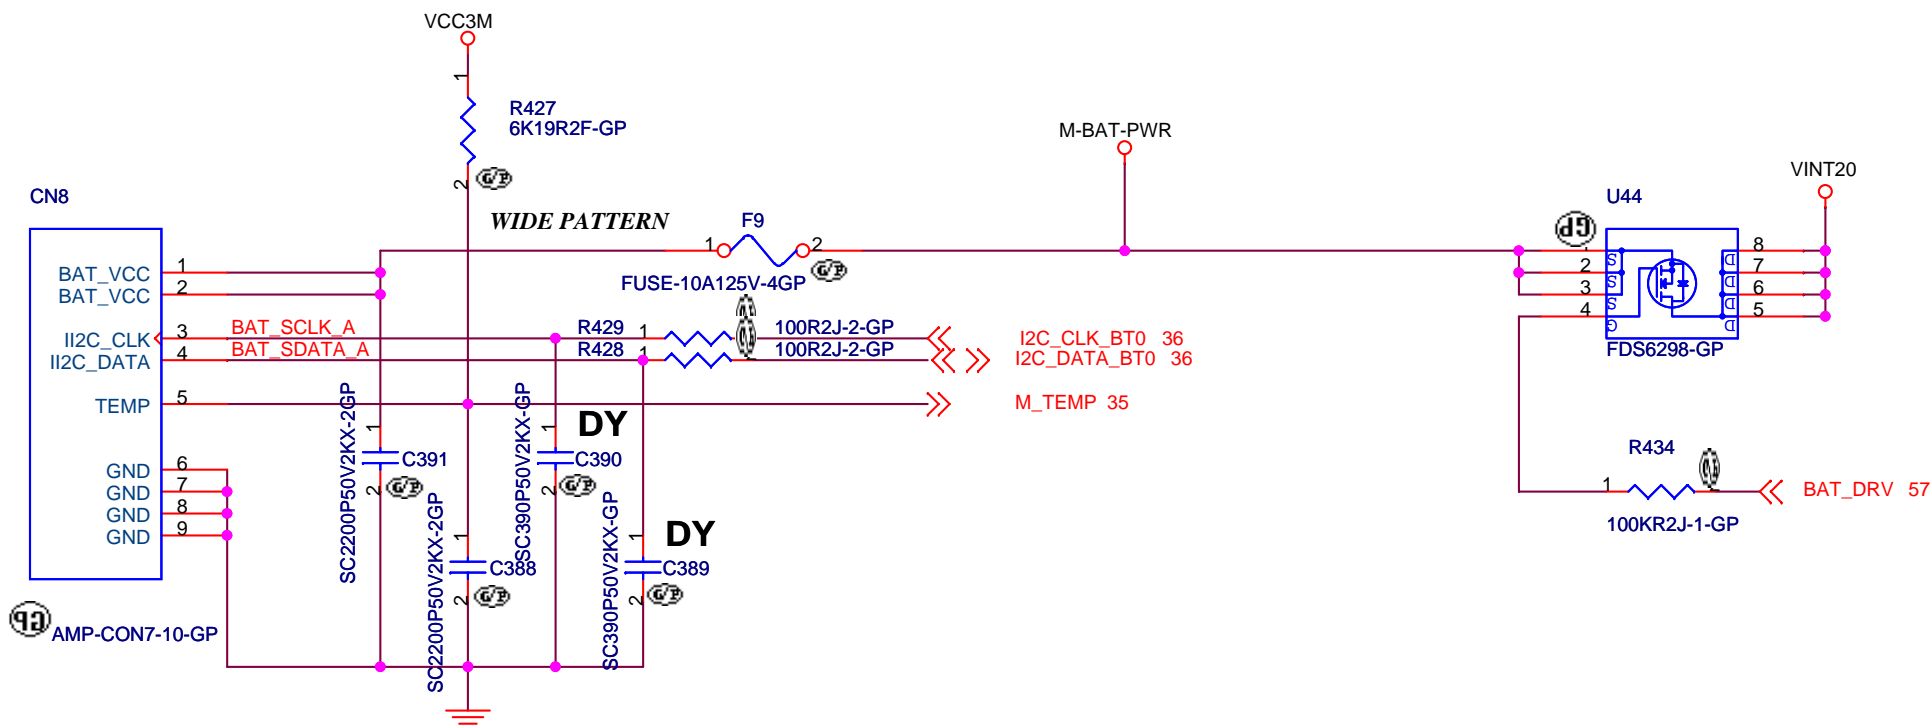 VCC3M
1
R427
6K19R2F-GP
2
G/P
M-BAT-PWR
VINT20
CN8
U44
WIDE PATTERN
F9
1
2
G/P
FUSE-10A125V-4GP
GP
BAT_VCC 1
BAT_VCC 2
II2C_CLK 3 BAT_SCLK_A
II2C_DATA 4 BAT_SDATA_A
TEMP 5
GND 6
GND 7
GND 8
GND 9
R429 1 100R2J-2-GP
R428 1 100R2J-2-GP
I2C_CLK_BT0 36
I2C_DATA_BT0 36
M_TEMP 35
2
3
4
S
S
S
G
D
D
D
D
8
7
6
5
FDS6298-GP
SC2200P50V2KX-2GP
1
C391
2
G/P
SC2200P50V2KX-2GP
1
C388
2
G/P
DY
SC390P50V2KX-GP
1
C390
2
G/P
DY
SC390P50V2KX-GP
1
C389
2
G/P
R434
1
100KR2J-1-GP
BAT_DRV 57
GP
AMP-CON7-10-GP